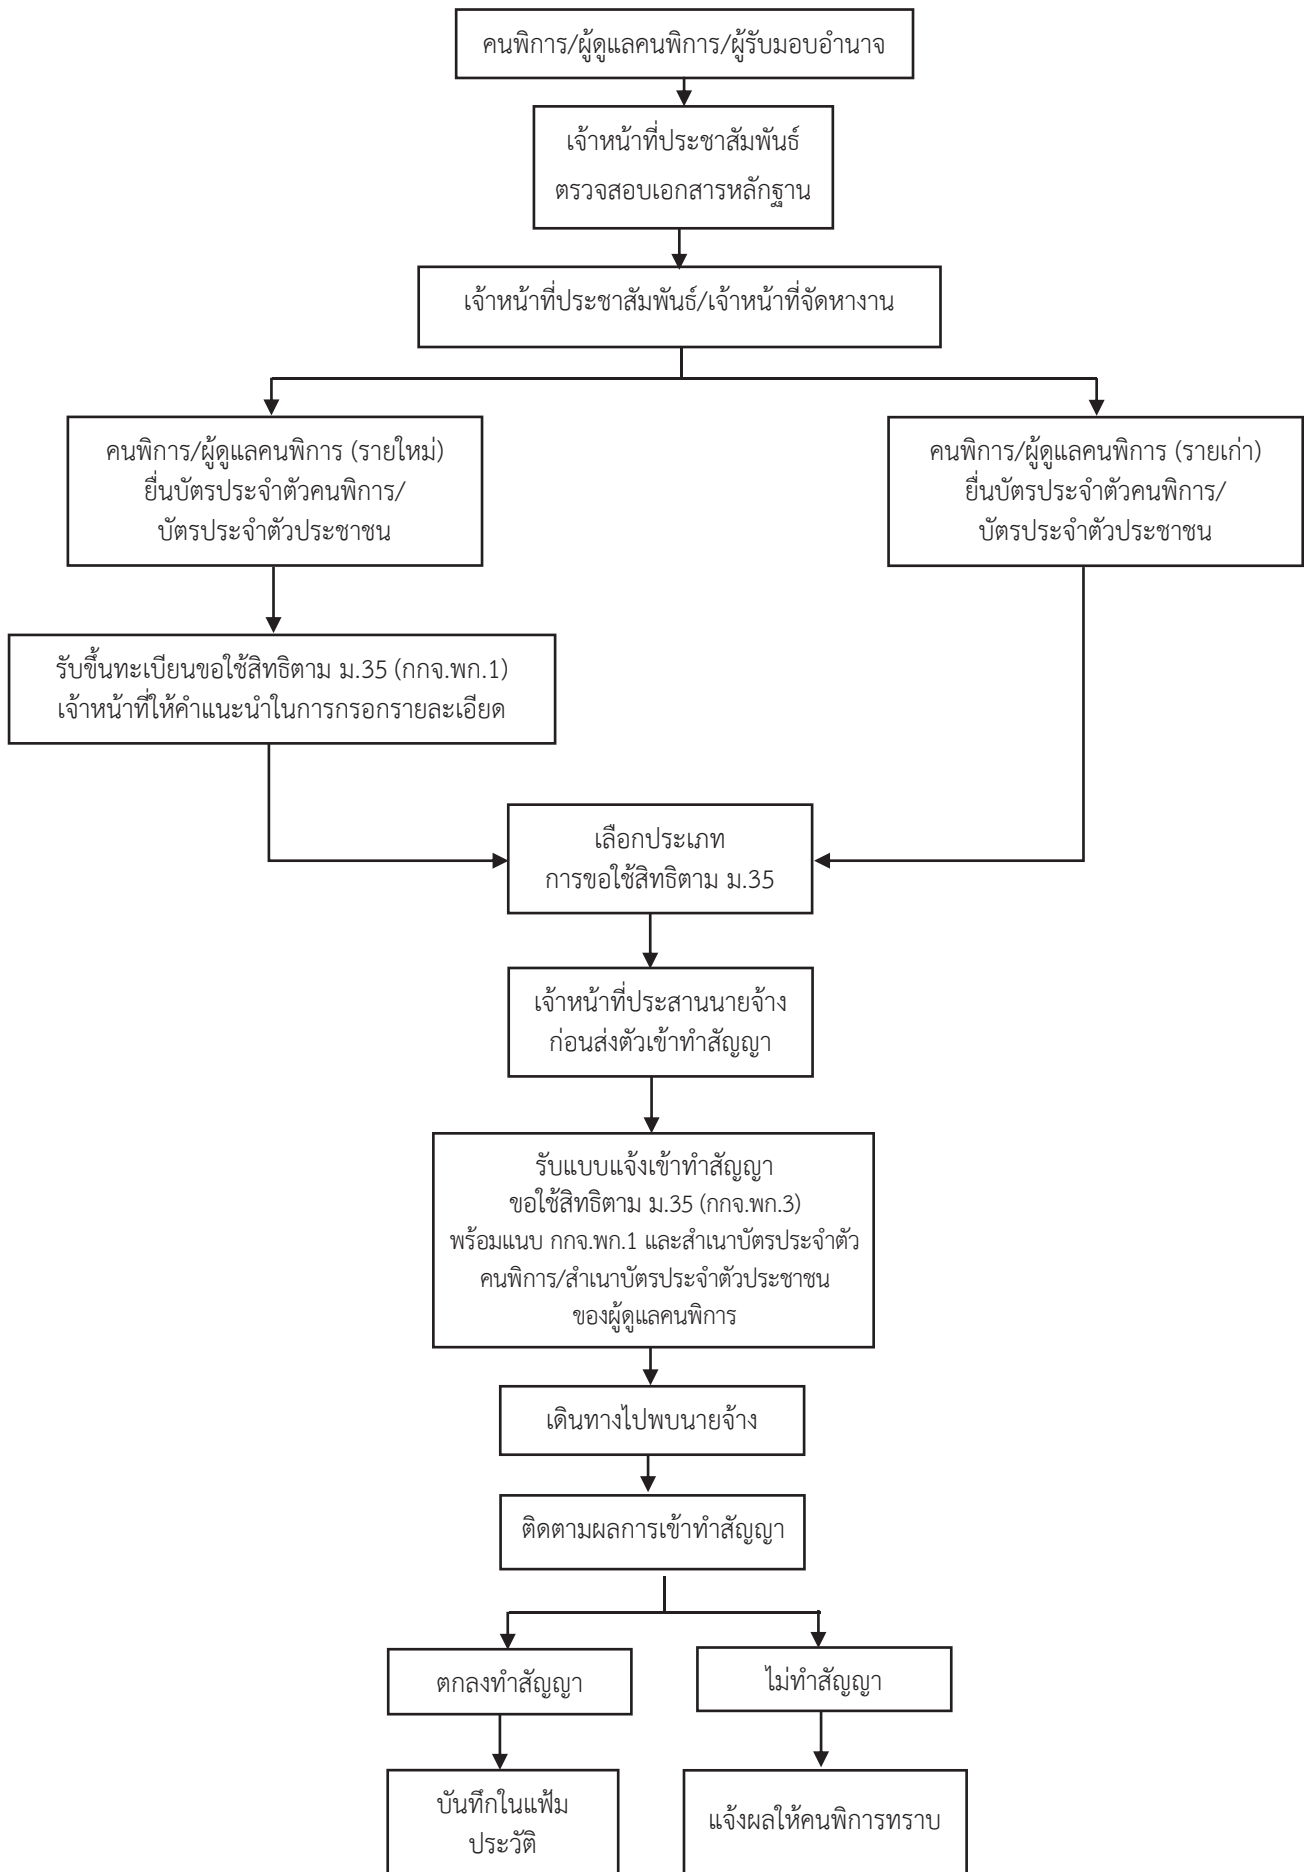 คนพิการ/ผู้ดูแลคนพิการ/ผู้รับมอบอำนาจ
เจ้าหน้าที่ประชาสัมพันธ์
ตรวจสอบเอกสารหลักฐาน
เจ้าหน้าที่ประชาสัมพันธ์/เจ้าหน้าที่จัดหางาน
คนพิการ/ผู้ดูแลคนพิการ (รายใหม่)
ยื่นบัตรประจำตัวคนพิการ/
บัตรประจำตัวประชาชน
คนพิการ/ผู้ดูแลคนพิการ (รายเก่า)
ยื่นบัตรประจำตัวคนพิการ/
บัตรประจำตัวประชาชน
รับขึ้นทะเบียนขอใช้สิทธิตาม ม.35 (กกจ.พก.1)
เจ้าหน้าที่ให้คำแนะนำในการกรอกรายละเอียด
เลือกประเภท
การขอใช้สิทธิตาม ม.35
เจ้าหน้าที่ประสานนายจ้าง
ก่อนส่งตัวเข้าทำสัญญา
รับแบบแจ้งเข้าทำสัญญา
ขอใช้สิทธิตาม ม.35 (กกจ.พก.3)
พร้อมแนบ กกจ.พก.1 และสำเนาบัตรประจำตัว
คนพิการ/สำเนาบัตรประจำตัวประชาชน
ของผู้ดูแลคนพิการ
เดินทางไปพบนายจ้าง
ติดตามผลการเข้าทำสัญญา
ตกลงทำสัญญา
ไม่ทำสัญญา
บันทึกในแฟ้ม
ประวัติ
แจ้งผลให้คนพิการทราบ